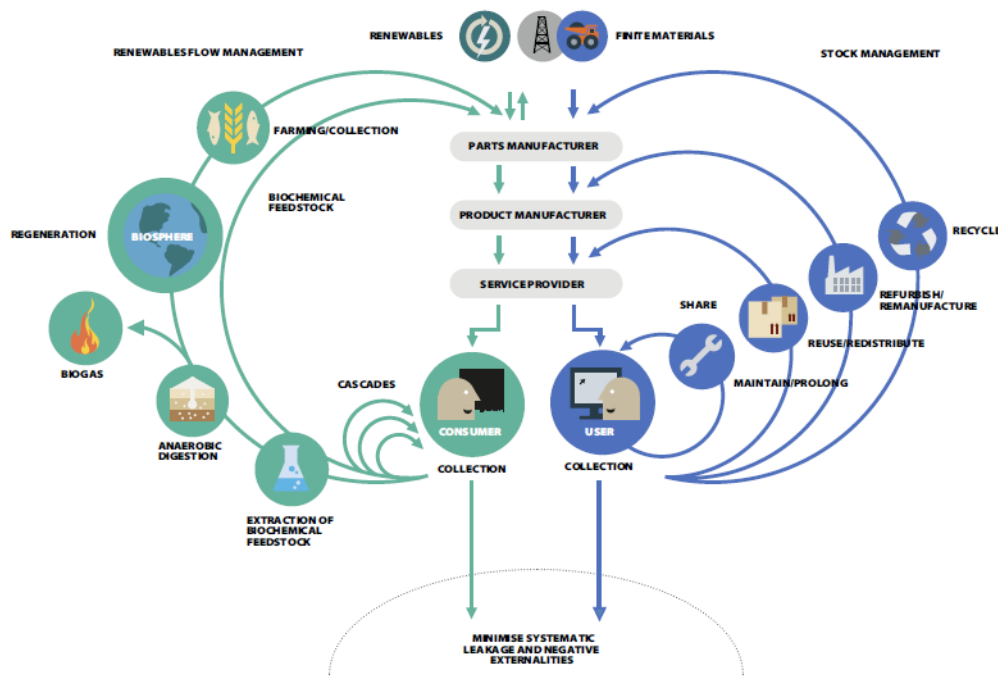 RENEWABLES
FINITE MATERIALS
RENEWABLES FLOW MANAGEMENT
STOCK MANAGEMENT
FARMING/COLLECTION
PARTS MANUFACTURER
BIOCHEMICAL
FEEDSTOCK
PRODUCT MANUFACTURER
REGENERATION
BIOSPHERE
RECYCLE
SERVICE PROVIDER
SHARE
REFURBISH/
REMANUFACTURE
REUSE/REDISTRIBUTE
BIOGAS
CASCADES
MAINTAIN/PROLONG
CONSUMER
USER
ANAEROBIC
DIGESTION
COLLECTION
COLLECTION
EXTRACTION OF
BIOCHEMICAL
FEEDSTOCK
MINIMISE SYSTEMATIC
LEAKAGE AND NEGATIVE
EXTERNALITIES